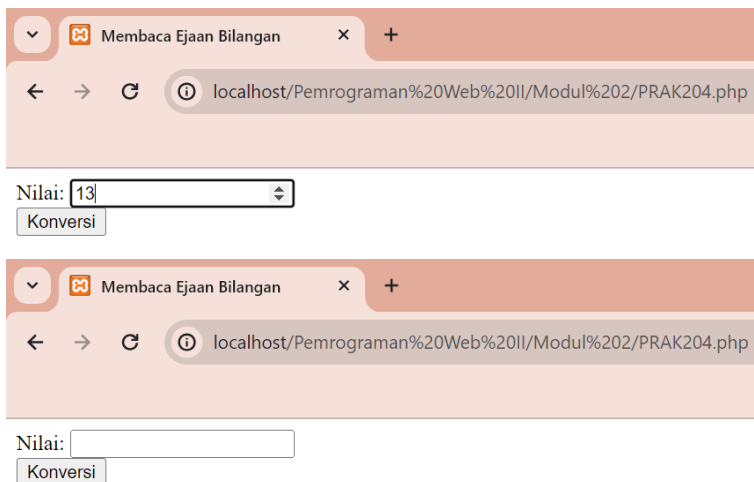 Membaca Ejaan Bilangan
localhost/Pemrograman%20Web%20II/Modul%202/PRAK204.php
Nilai: 13
Konversi
Membaca Ejaan Bilangan
localhost/Pemrograman%20Web%20II/Modul%202/PRAK204.php
Nilai:
Konversi